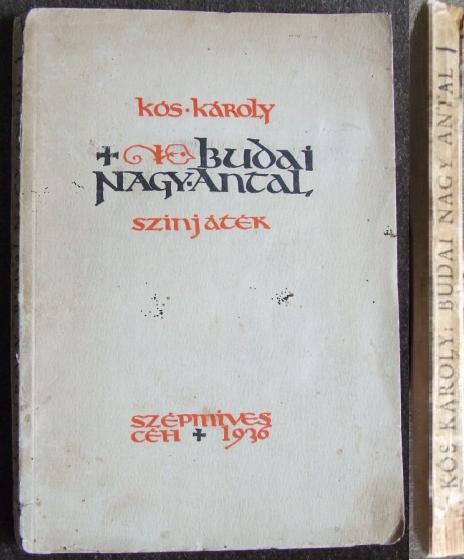 KÓS · KÁROLY
+ BUDAI
NAGY · ANTAL
SZINJÁTÉK
SZÉPMIVES
CÉH + 1936
KÓS KÁROLY: BUDAI NAGY ANTAL